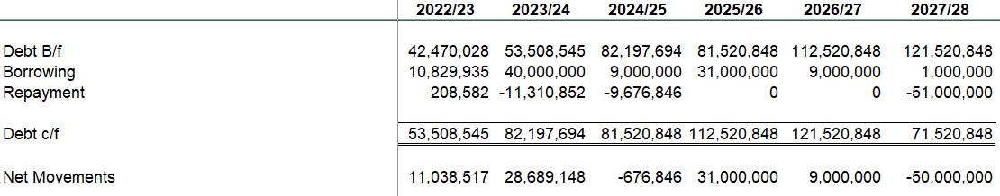 2022/23 2023/24 2024/25 2025/26 2026/27 2027/28
Debt B/f 42,470,028 53,508,545 82,197,694 81,520,848 112,520,848 121,520,848
Borrowing 10,829,935 40,000,000 9,000,000 31,000,000 9,000,000 1,000,000
Repayment 208,582 -11,310,852 -9,676,846 0 0 -51,000,000
Debt c/f 53,508,545 82,197,694 81,520,848 112,520,848 121,520,848 71,520,848
Net Movements 11,038,517 28,689,148 -676,846 31,000,000 9,000,000 -50,000,000